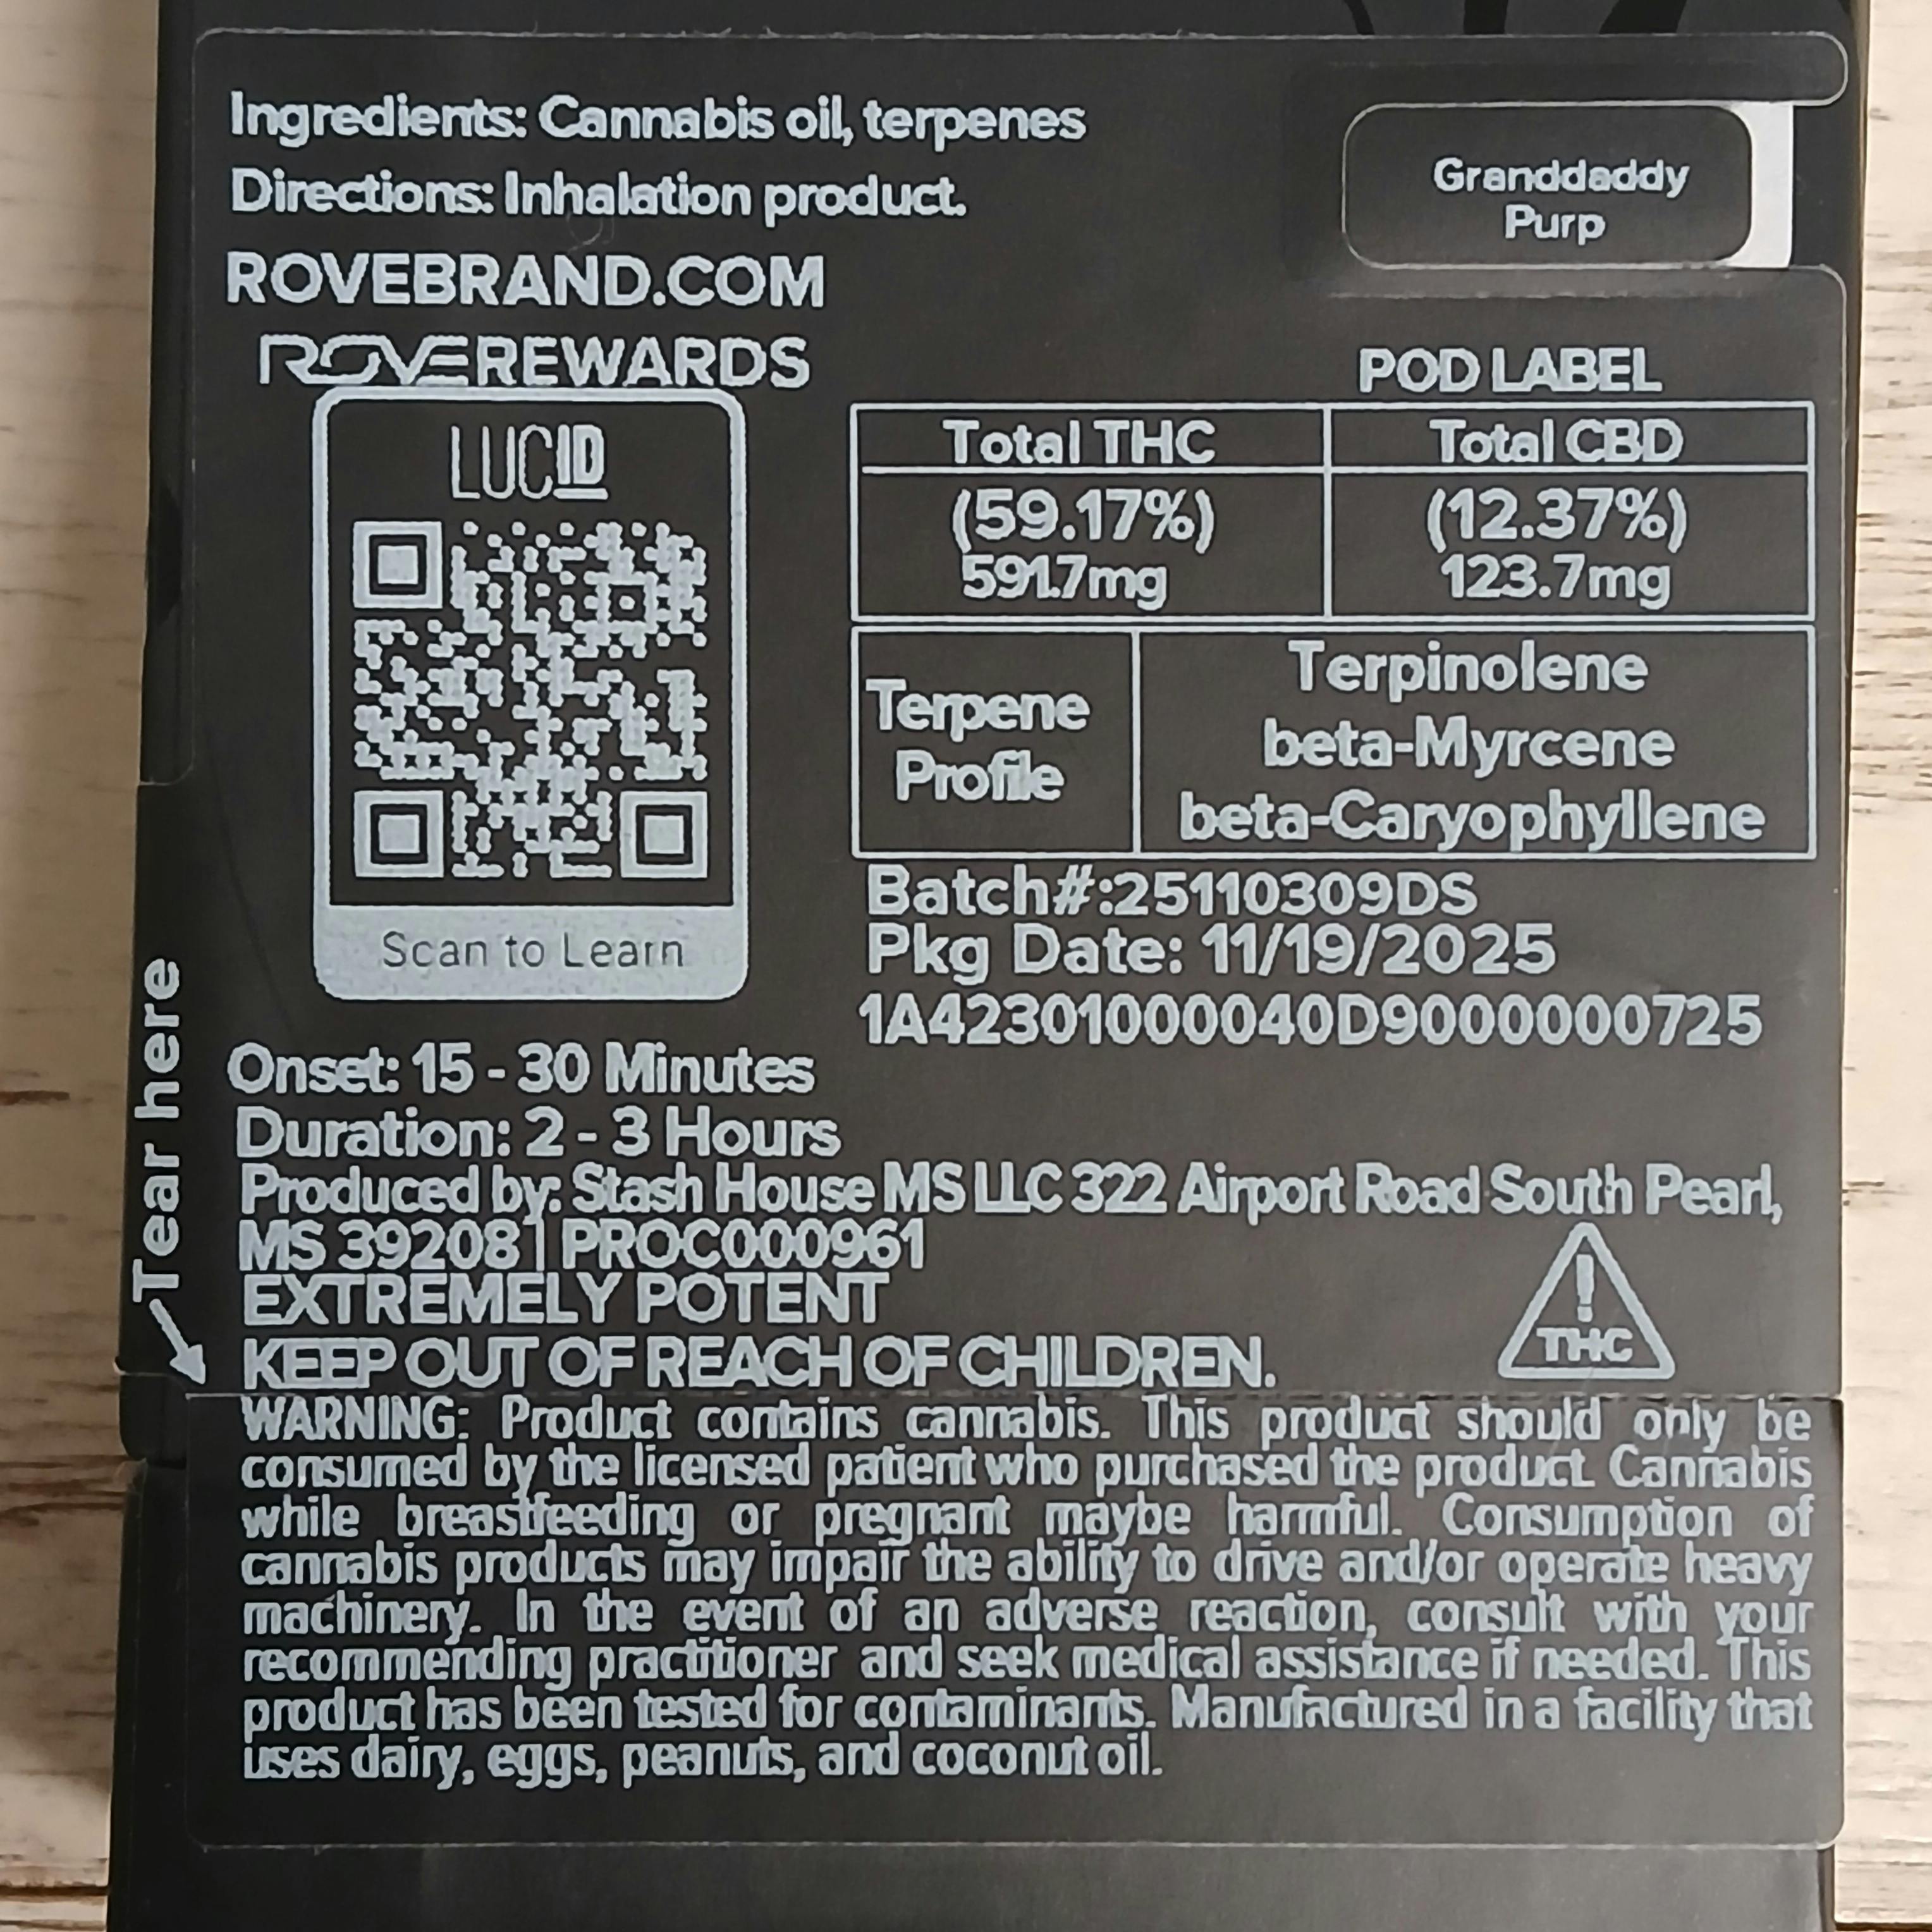 Ingredients: Cannabis oil, terpenes
Directions: Inhalation product.
Granddaddy
Purp
ROVEBRAND.COM
ROVE REWARDS
LUCID
Scan to Learn
POD LABEL
Total THC
Total CBD
(59.17%)
591.7mg
(12.37%)
123.7mg
Terpene
Profile
Terpinolene
beta-Myrcene
beta-Caryophyllene
Batch#:25110309DS
Pkg Date: 11/19/2025
1A42301000040D9000000725
Tear here
Onset: 15 - 30 Minutes
Duration: 2 - 3 Hours
Produced by: Stash House MS LLC 322 Airport Road South Pearl,
MS 39208 | PROC000961
EXTREMELY POTENT
KEEP OUT OF REACH OF CHILDREN.
!
THC
WARNING: Product contains cannabis. This product should only be
consumed by the licensed patient who purchased the product. Cannabis
while breastfeeding or pregnant maybe harmful. Consumption of
cannabis products may impair the ability to drive and/or operate heavy
machinery. In the event of an adverse reaction, consult with your
recommending practitioner and seek medical assistance if needed. This
product has been tested for contaminants. Manufactured in a facility that
uses dairy, eggs, peanuts, and coconut oil.